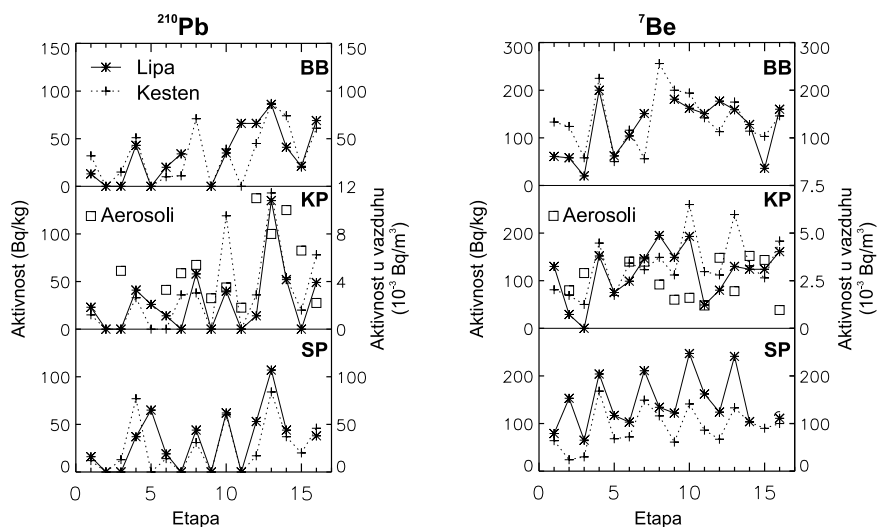 ²¹⁰Pb
⁷Be
150
100
50
0
BB
Lipa
Kesten
150
100
50
12
Aktivnost (Bq/kg)
100
50
0
KP
Aerosoli
8
4
0
Aktivnost u vazduhu
(10⁻³ Bq/m³)
100
50
0
SP
100
50
0
0
5
10
15
Etapa
300
200
100
0
BB
300
200
100
7.5
Aktivnost (Bq/kg)
200
100
0
KP
Aerosoli
5.0
2.5
0
Aktivnost u vazduhu
(10⁻³ Bq/m³)
200
100
0
SP
200
100
0
0
5
10
15
Etapa